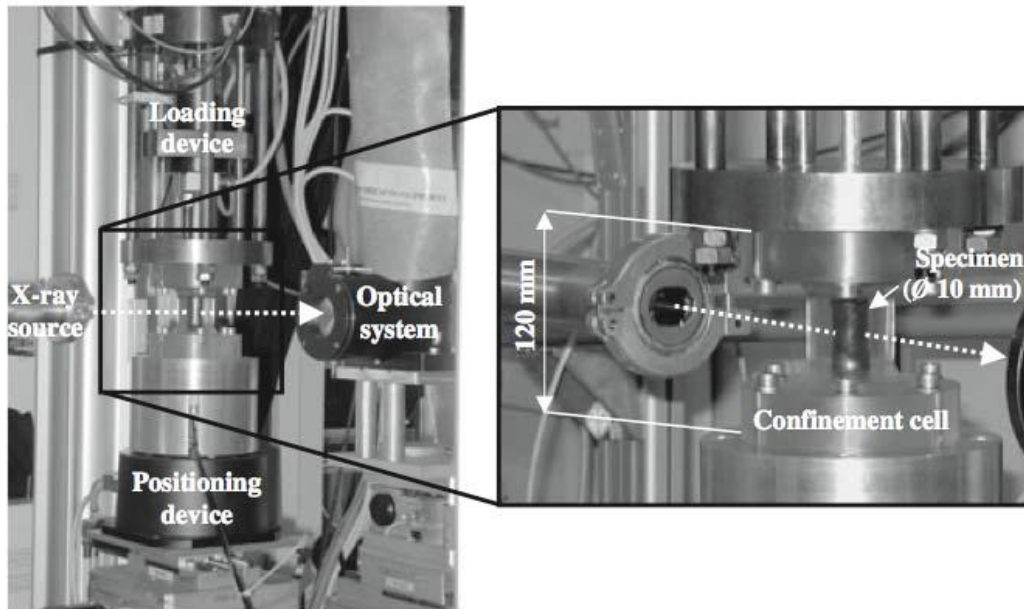 Loading
device
X-ray
source
Optical
system
Positioning
device
120 mm
Specimen
(Ø 10 mm)
Confinement cell